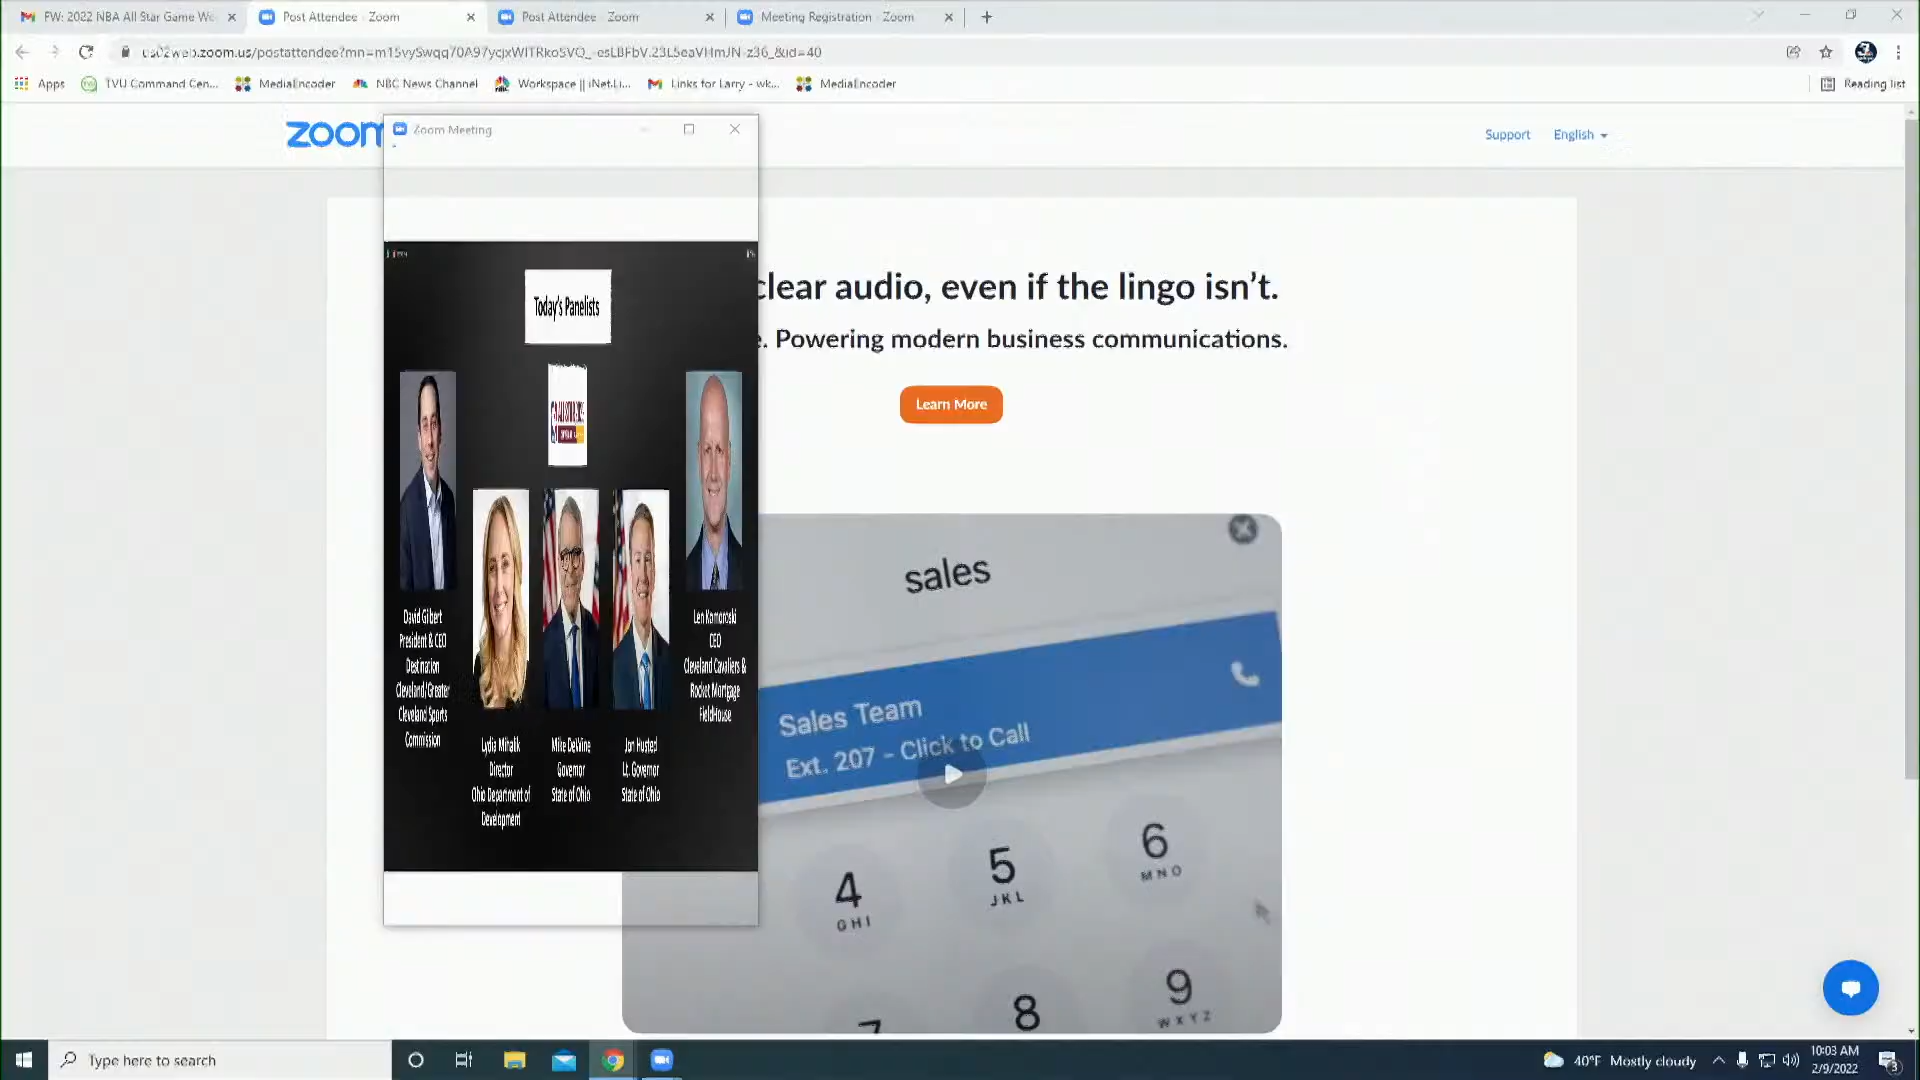 FW: 2022 NBA All Star Game We
Post Attendee - Zoom
Post Attendee - Zoom
Meeting Registration - Zoom
Apps
TVU Command Cen...
MediaEncoder
NBC News Channel
Workspace || iNet.Li...
Links for Larry - wk...
MediaEncoder
Reading list
zoom
Zoom Meeting
Support
English
clear audio, even if the lingo isn't.
e. Powering modern business communications.
Learn More
Today's Panelists
David Gilbert
President & CEO
Destination
Cleveland/Greater
Cleveland Sports
Commission
Lydia Mihalik
Director
Ohio Department of
Development
Mike DeWine
Governor
State of Ohio
Jon Husted
Lt. Governor
State of Ohio
Len Komoroski
CEO
Cleveland Cavaliers &
Rocket Mortgage
FieldHouse
sales
Sales Team
Ext. 207 - Click to Call
4
GHI
5
JKL
6
MNO
7
8
9
WXYZ
Type here to search
40°F Mostly cloudy
10:03 AM
2/9/2022
3